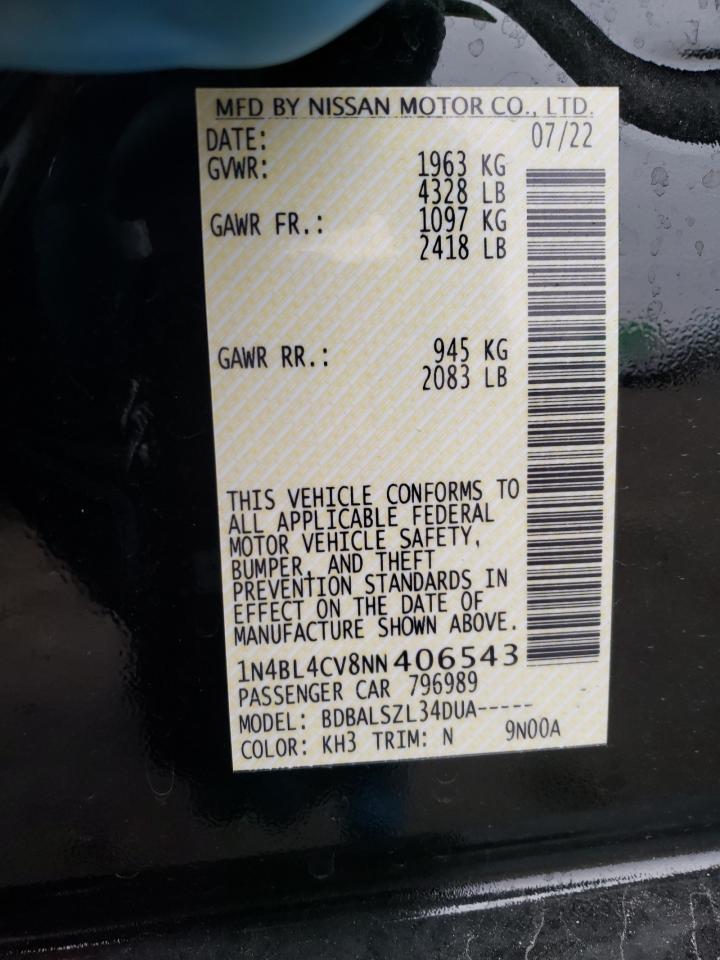 MFD BY NISSAN MOTOR CO., LTD.
DATE: 07/22
GVWR: 1963 KG
4328 LB
GAWR FR.: 1097 KG
2418 LB
GAWR RR.: 945 KG
2083 LB
THIS VEHICLE CONFORMS TO
ALL APPLICABLE FEDERAL
MOTOR VEHICLE SAFETY,
BUMPER, AND THEFT
PREVENTION STANDARDS IN
EFFECT ON THE DATE OF
MANUFACTURE SHOWN ABOVE.
1N4BL4CV8NN406543
PASSENGER CAR 796989
MODEL: BDBALSZL34DUA-----
COLOR: KH3 TRIM: N 9N00A